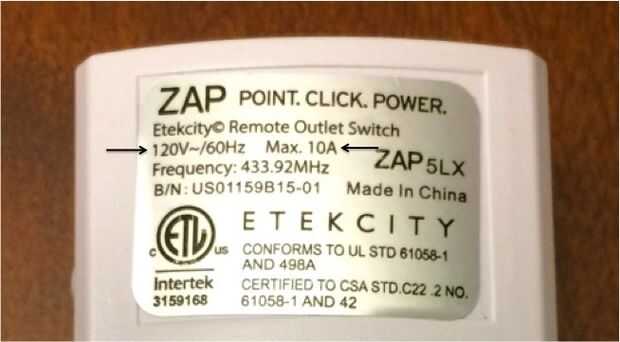 ZAP POINT. CLICK. POWER.
Etekcity© Remote Outlet Switch
120V~/60Hz Max. 10A
Frequency: 433.92MHz
ZAP 5LX
B/N: US01159B15-01 Made In China
ETL
c us
Intertek
3159168
ETEKCITY
CONFORMS TO UL STD 61058-1
AND 498A
CERTIFIED TO CSA STD.C22 .2 NO.
61058-1 AND 42